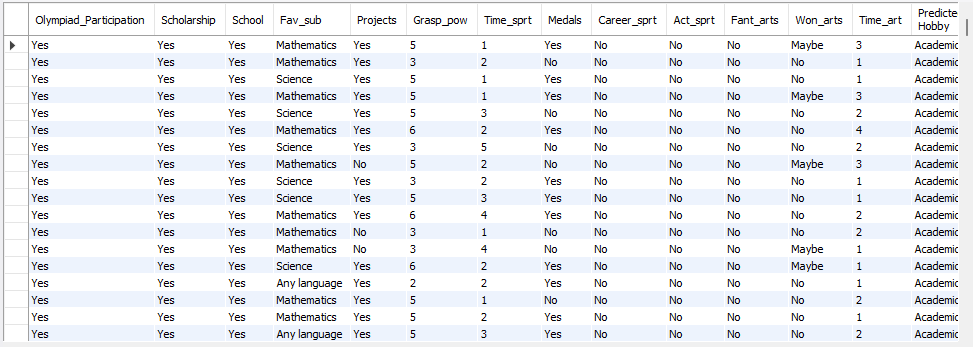 Olympiad_Participation Scholarship School Fav_sub Projects Grasp_pow Time_sprt Medals Career_sprt Act_sprt Fant_arts Won_arts Time_art Predicte
Hobby
Yes Yes Yes Mathematics Yes 5 1 Yes No No No Maybe 3 Academic
Yes Yes Yes Mathematics Yes 3 2 No No No No No 1 Academic
Yes Yes Yes Science Yes 5 1 Yes No No No No 1 Academic
Yes Yes Yes Mathematics Yes 5 1 Yes No No No Maybe 3 Academic
Yes Yes Yes Science Yes 5 3 No No No No No 2 Academic
Yes Yes Yes Mathematics Yes 6 2 Yes No No No No 4 Academic
Yes Yes Yes Science Yes 3 5 No No No No No 2 Academic
Yes Yes Yes Mathematics No 5 2 No No No No Maybe 3 Academic
Yes Yes Yes Science Yes 3 2 Yes No No No No 1 Academic
Yes Yes Yes Science Yes 5 3 Yes No No No No 1 Academic
Yes Yes Yes Mathematics Yes 6 4 Yes No No No No 2 Academic
Yes Yes Yes Mathematics No 3 1 No No No No No 2 Academic
Yes Yes Yes Mathematics No 3 4 No No No No Maybe 1 Academic
Yes Yes Yes Science Yes 6 2 Yes No No No Maybe 1 Academic
Yes Yes Yes Any language Yes 2 2 Yes No No No No 1 Academic
Yes Yes Yes Mathematics Yes 5 1 No No No No No 2 Academic
Yes Yes Yes Mathematics Yes 5 2 Yes No No No No 1 Academic
Yes Yes Yes Any language Yes 5 3 Yes No No No No 2 Academic